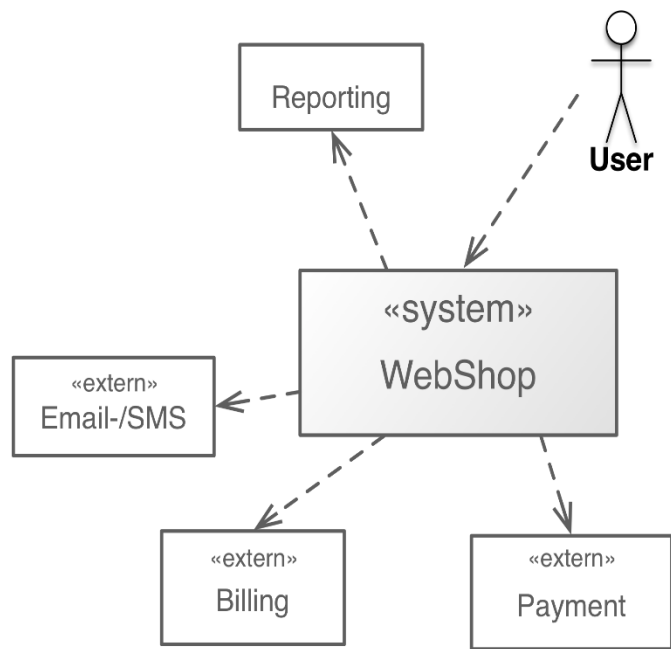 Reporting
User
«system»
WebShop
«extern»
Email-/SMS
«extern»
Billing
«extern»
Payment